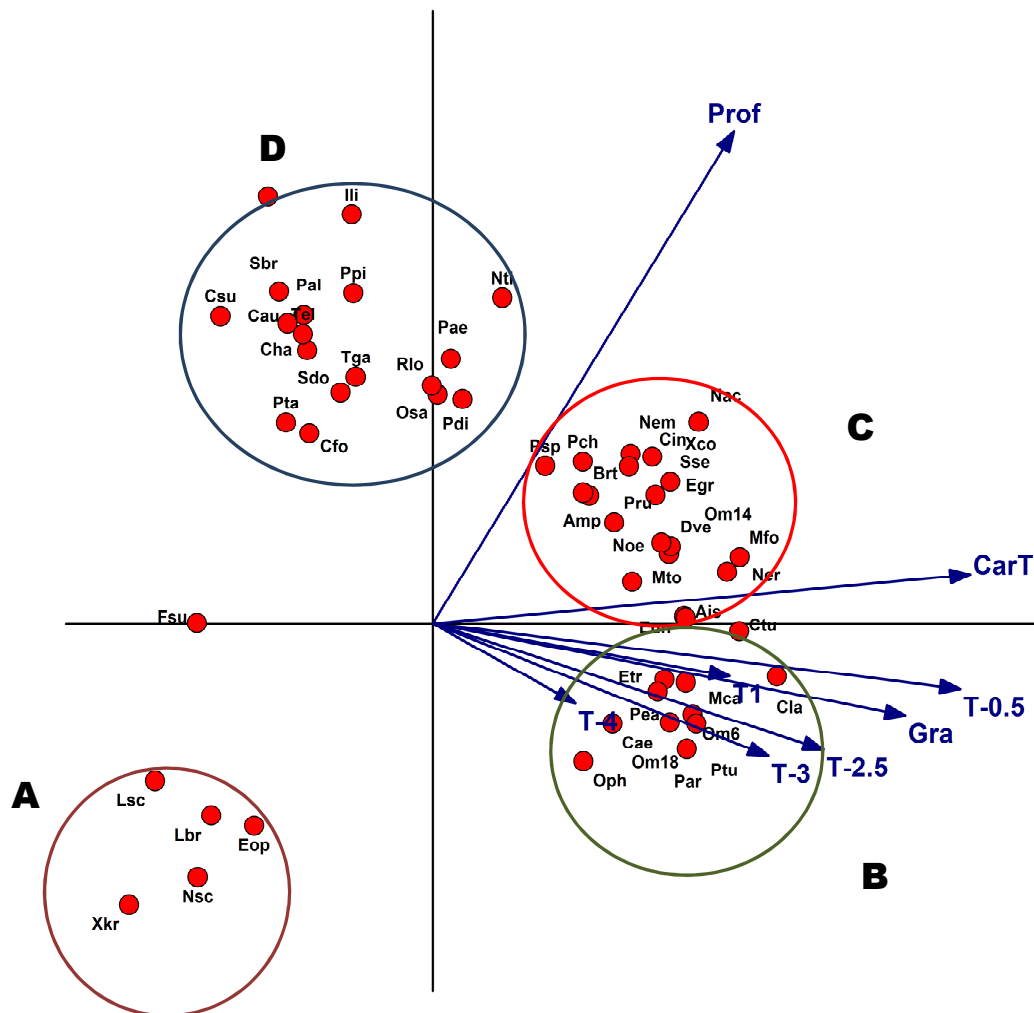 Prof
D
Ili
Sbr
Pal
Ppi
Nti
Csu
Cau
Tel
Pae
Cha
Tga
Rlo
Sdo
Pta
Osa
Pdi
Cfo
Nac
C
Nem
Psp
Pch
Cin
Xco
Brt
Sse
Egr
Pru
Amp
Om14
Dve
Noe
Mfo
Mto
Ner
CarT
Fsu
Ais
Ctu
Etr
T1
Mca
Cla
T-0.5
T-4
Pea
Gra
Om6
Cae
Om18
T-3
T-2.5
Oph
Par
Ptu
A
Lsc
Lbr
Eop
B
Nsc
Xkr